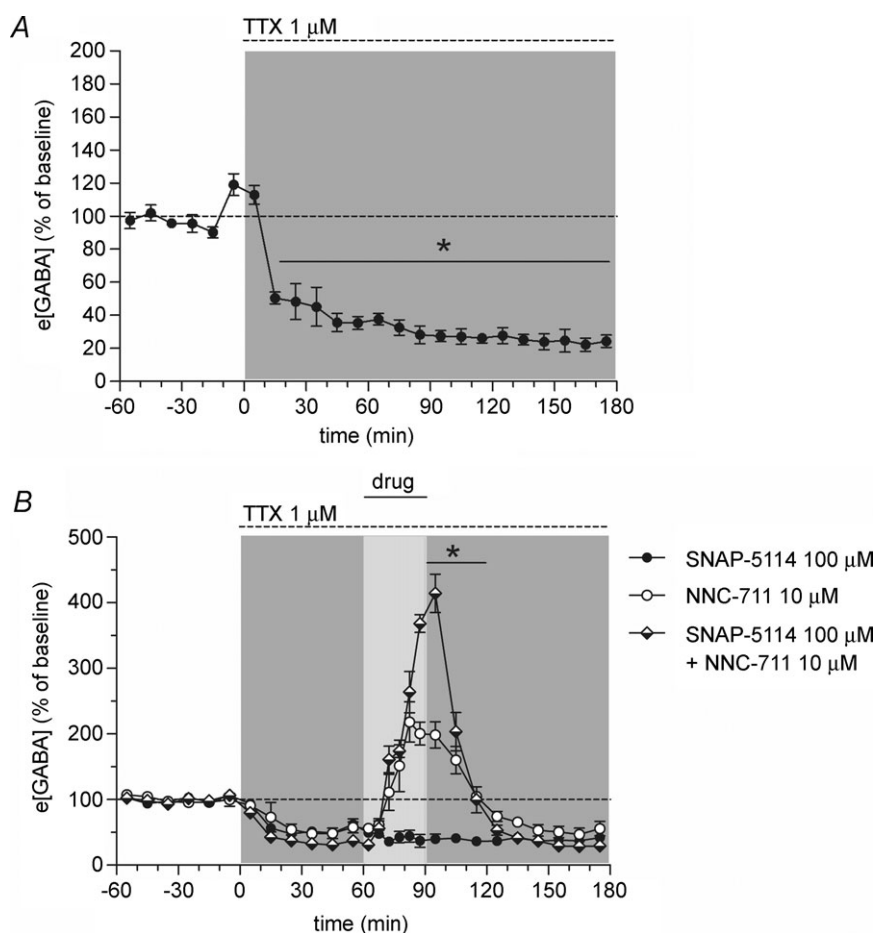 A
TTX 1 μM
200
180
160
140
120
100
80
60
40
20
0
e[GABA] (% of baseline)
*
-60 -30 0 30 60 90 120 150 180
time (min)
drug
B
TTX 1 μM
500
400
300
200
100
0
e[GABA] (% of baseline)
*
-60 -30 0 30 60 90 120 150 180
time (min)
SNAP-5114 100 μM
NNC-711 10 μM
SNAP-5114 100 μM
+ NNC-711 10 μM